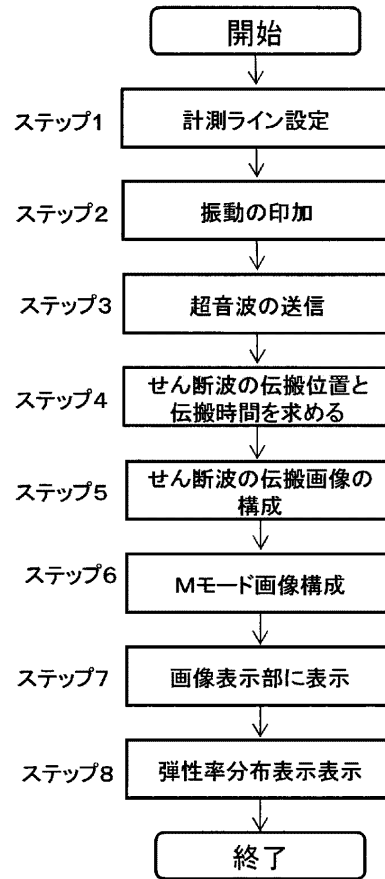 開始
ステップ1
計測ライン設定
ステップ2
振動の印加
ステップ3
超音波の送信
ステップ4
せん断波の伝搬位置と
伝搬時間を求める
ステップ5
せん断波の伝搬画像の
構成
ステップ6
Mモード画像構成
ステップ7
画像表示部に表示
ステップ8
弾性率分布表示表示
終了